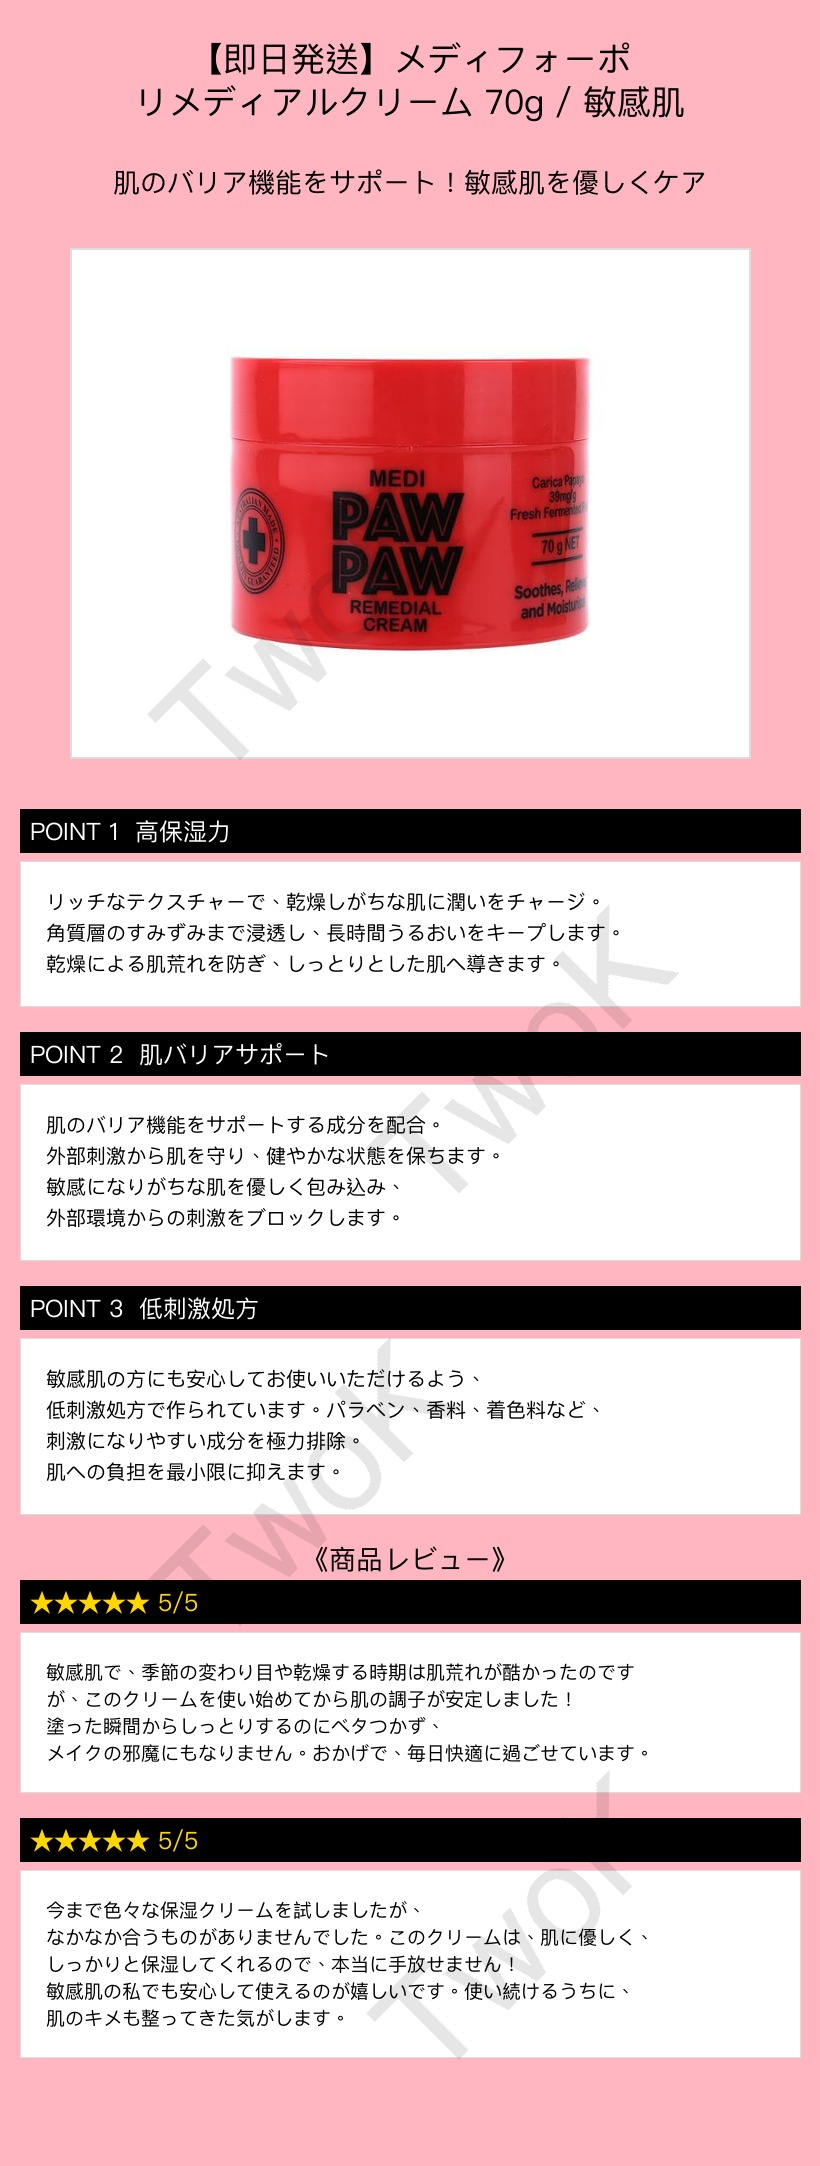 【即日発送】メディフォーポ
リメディアルクリーム 70g / 敏感肌
肌のバリア機能をサポート！敏感肌を優しくケア
AUSTRALIAN MADE
GUARANTEED
MEDI
PAW
PAW
REMEDIAL
CREAM
Carica Papaya
39mg/g
Fresh Fermented
70 g NET
Soothes,
and
TwoK
POINT 1 高保湿力
リッチなテクスチャーで、乾燥しがちな肌に潤いをチャージ。
角質層のすみずみまで浸透し、長時間うるおいをキープします。
乾燥による肌荒れを防ぎ、しっとりとした肌へ導きます。
TwoK
POINT 2 肌バリアサポート
肌のバリア機能をサポートする成分を配合。
外部刺激から肌を守り、健やかな状態を保ちます。
敏感になりがちな肌を優しく包み込み、
外部環境からの刺激をブロックします。
POINT 3 低刺激処方
敏感肌の方にも安心してお使いいただけるよう、
低刺激処方で作られています。パラベン、香料、着色料など、
刺激になりやすい成分を極力排除。
肌への負担を最小限に抑えます。
TwoK
《商品レビュー》
★★★★★ 5/5
敏感肌で、季節の変わり目や乾燥する時期は肌荒れが酷かったのです
が、このクリームを使い始めてから肌の調子が安定しました！
塗った瞬間からしっとりするのにベタつかず、
メイクの邪魔にもなりません。おかげで、毎日快適に過ごせています。
★★★★★ 5/5
今まで色々な保湿クリームを試しましたが、
なかなか合うものがありませんでした。このクリームは、肌に優しく、
しっかりと保湿してくれるので、本当に手放せません！
敏感肌の私でも安心して使えるのが嬉しいです。使い続けるうちに、
肌のキメも整ってきた気がします。
TwoK